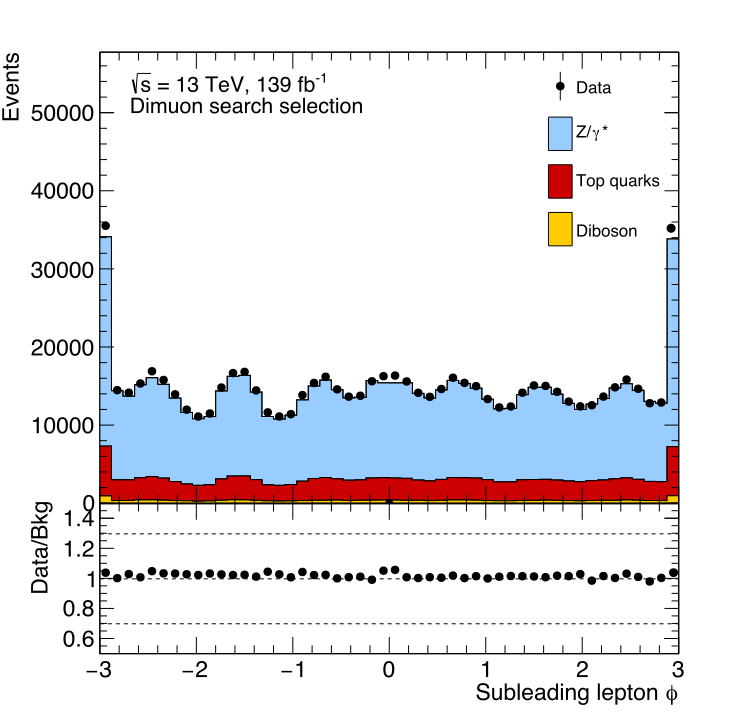 Events
√s = 13 TeV, 139 fb⁻¹
Dimuon search selection
Data
Z/γ*
Top quarks
Diboson
50000
40000
30000
20000
10000
0
Data/Bkg
1.4
1.2
1
0.8
0.6
−3 −2 −1 0 1 2 3
Subleading lepton ϕ